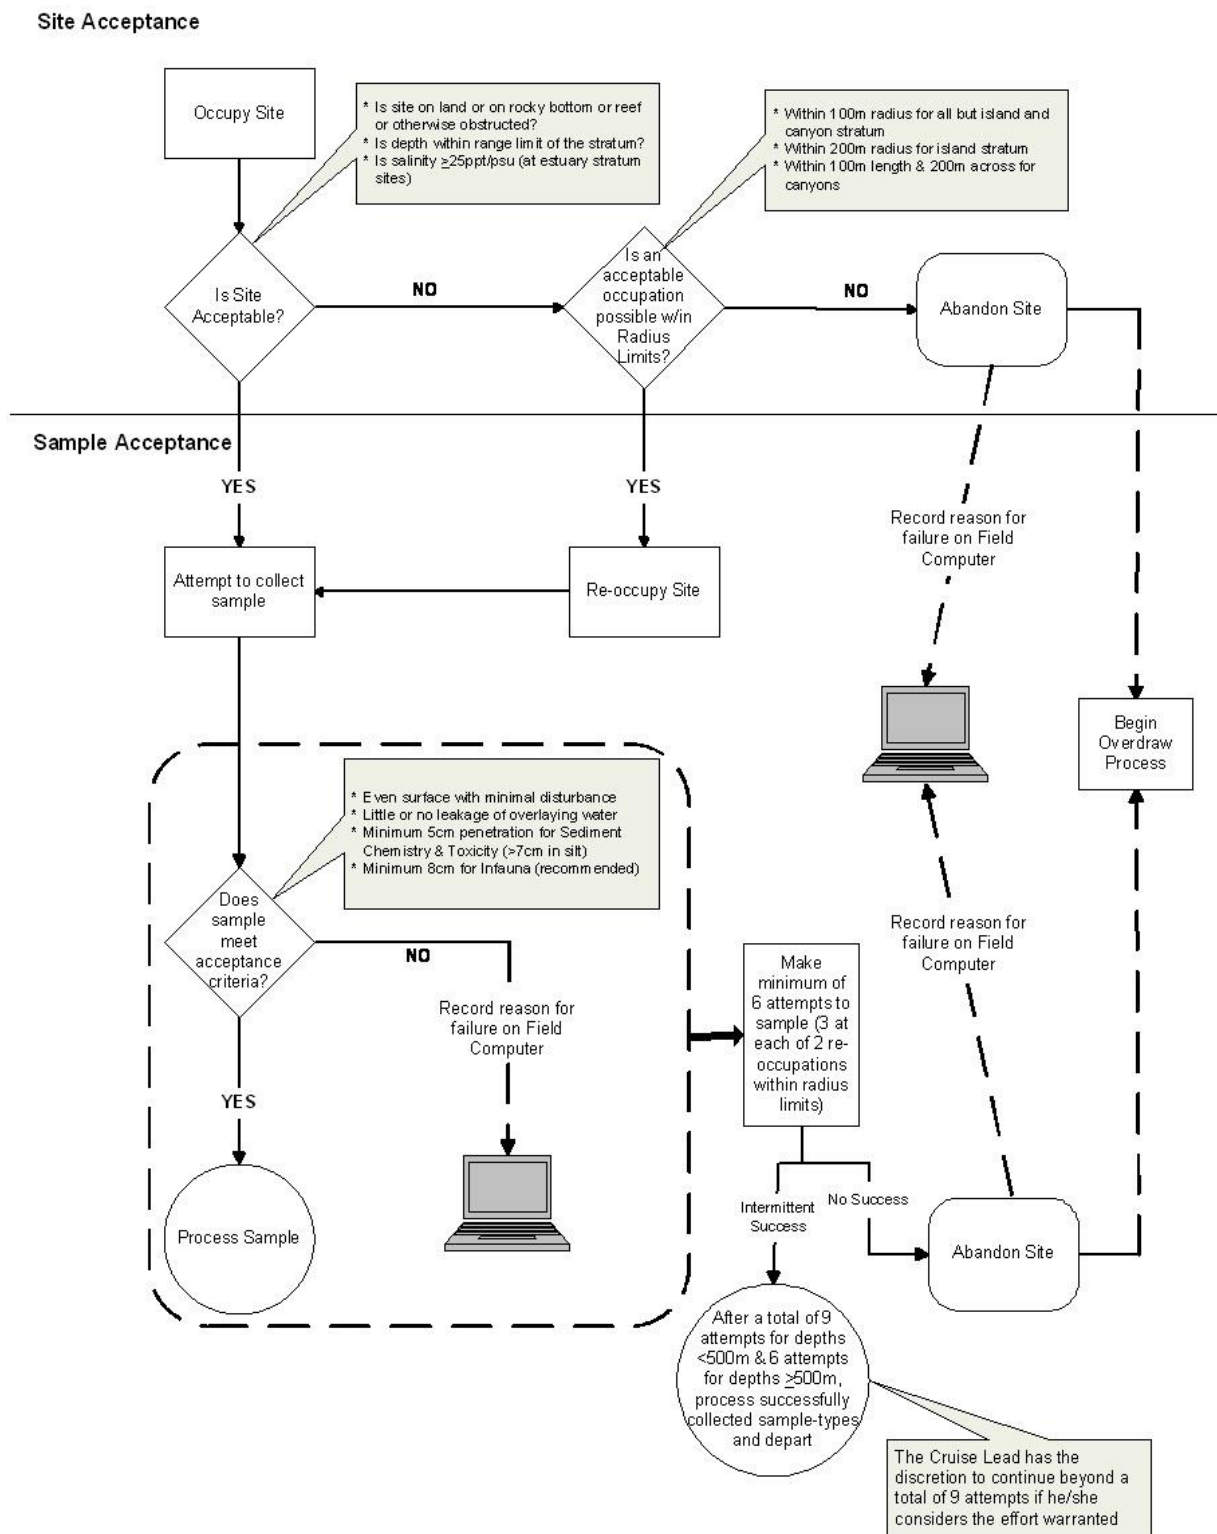 Site Acceptance
Occupy Site
* Is site on land or on rocky bottom or reef
or otherwise obstructed?
* Is depth within range limit of the stratum?
* Is salinity ≥25ppt/psu (at estuary stratum
sites)
* Within 100m radius for all but island and
canyon stratum
* Within 200m radius for island stratum
* Within 100m length & 200m across for
canyons
Is Site
Acceptable?
NO
Is an
acceptable
occupation
possible w/in
Radius
Limits?
NO
Abandon Site
Sample Acceptance
YES
YES
Record reason for
failure on Field
Computer
Attempt to collect
sample
Re-occupy Site
Begin
Overdraw
Process
* Even surface with minimal disturbance
* Little or no leakage of overlaying water
* Minimum 5cm penetration for Sediment
Chemistry & Toxicity (>7cm in silt)
* Minimum 8cm for Infauna (recommended)
Does
sample
meet
acceptance
criteria?
NO
Record reason for
failure on Field
Computer
YES
Process Sample
Make
minimum of
6 attempts to
sample (3 at
each of 2 re-
occupations
within radius
limits)
Record reason for
failure on Field
Computer
Intermittent
Success
No Success
Abandon Site
After a total of 9
attempts for depths
<500m & 6 attempts
for depths ≥500m,
process successfully
collected sample-types
and depart
The Cruise Lead has the
discretion to continue beyond a
total of 9 attempts if he/she
considers the effort warranted